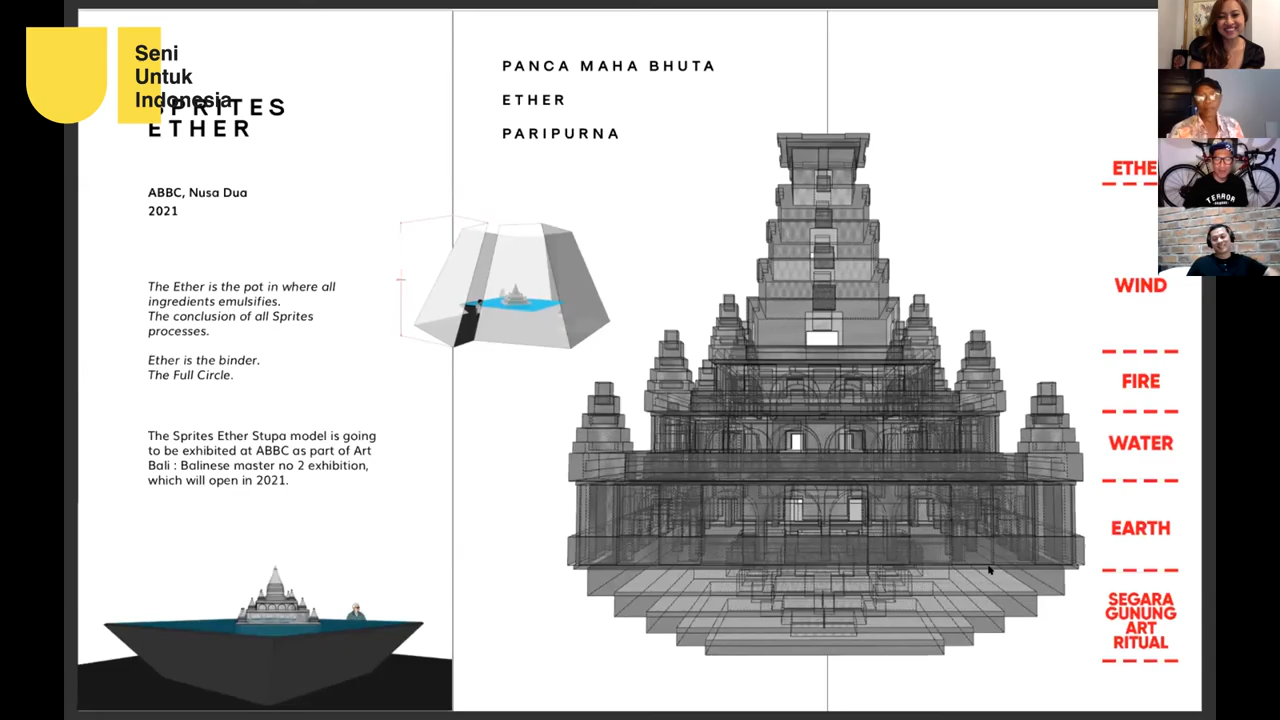 Seni
Untuk
Indonesia
SPRITES
ETHER
ABBC, Nusa Dua
2021
The Ether is the pot in where all
ingredients emulsifies.
The conclusion of all Sprites
processes.
Ether is the binder.
The Full Circle.
The Sprites Ether Stupa model is going
to be exhibited at ABBC as part of Art
Bali : Balinese master no 2 exhibition,
which will open in 2021.
PANCA MAHA BHUTA
ETHER
PARIPURNA
ETHE
WIND
FIRE
WATER
EARTH
SEGARA
GUNUNG
ART
RITUAL
TERROR